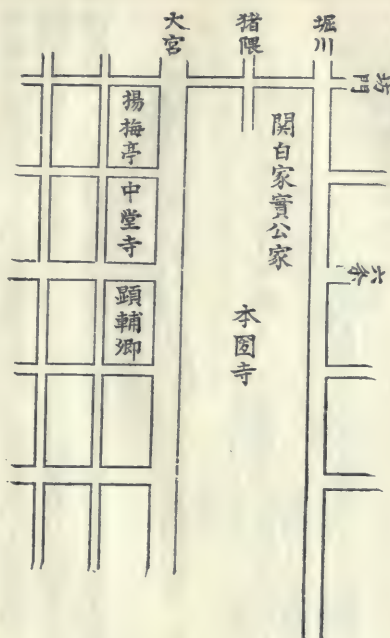 堀川
猪隈
大宮
坊門
六条
関白家實公家
本圀寺
揚梅亭
中堂寺
顕輔卿